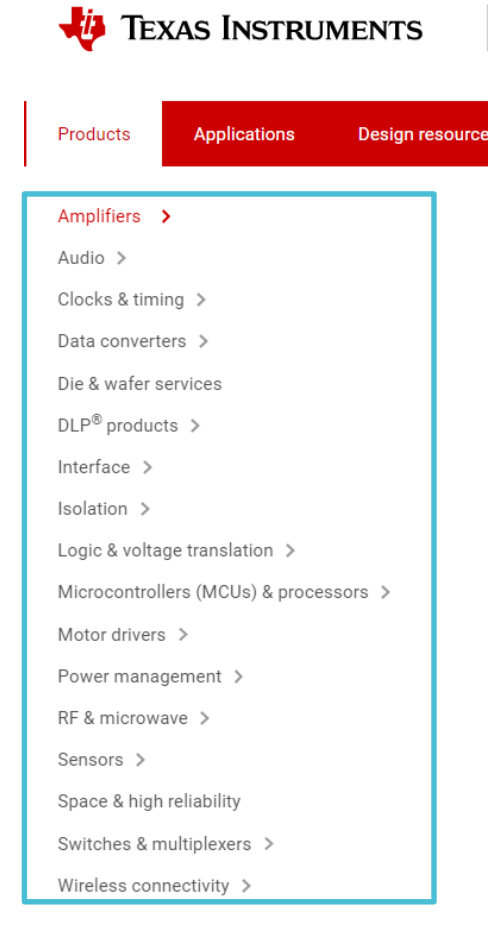 TEXAS INSTRUMENTS
Products Applications Design resource
Amplifiers
Audio
Clocks & timing
Data converters
Die & wafer services
DLP® products
Interface
Isolation
Logic & voltage translation
Microcontrollers (MCUs) & processors
Motor drivers
Power management
RF & microwave
Sensors
Space & high reliability
Switches & multiplexers
Wireless connectivity